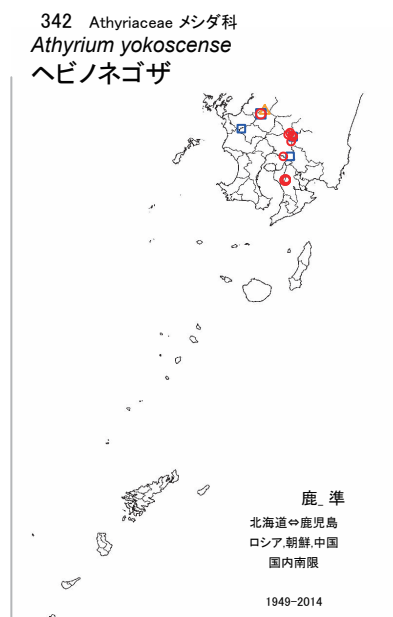 342 Athyriaceae メシダ科
Athyrium yokoscense
ヘビノネゴザ
鹿_準
北海道⇔鹿児島
ロシア,朝鮮,中国
国内南限
1949-2014